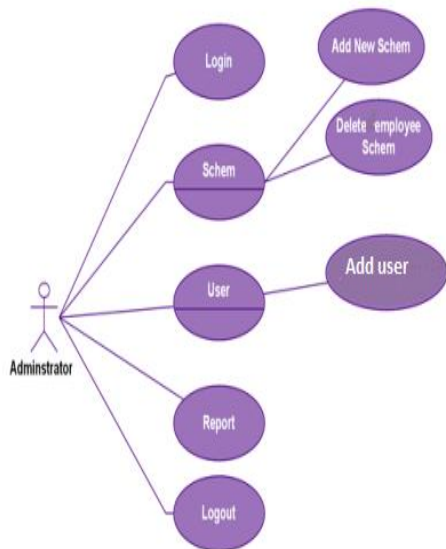 Add New Schem
Login
Delete /employee
Schem
Schem
Add user
User
Adminstrator
Report
Logout